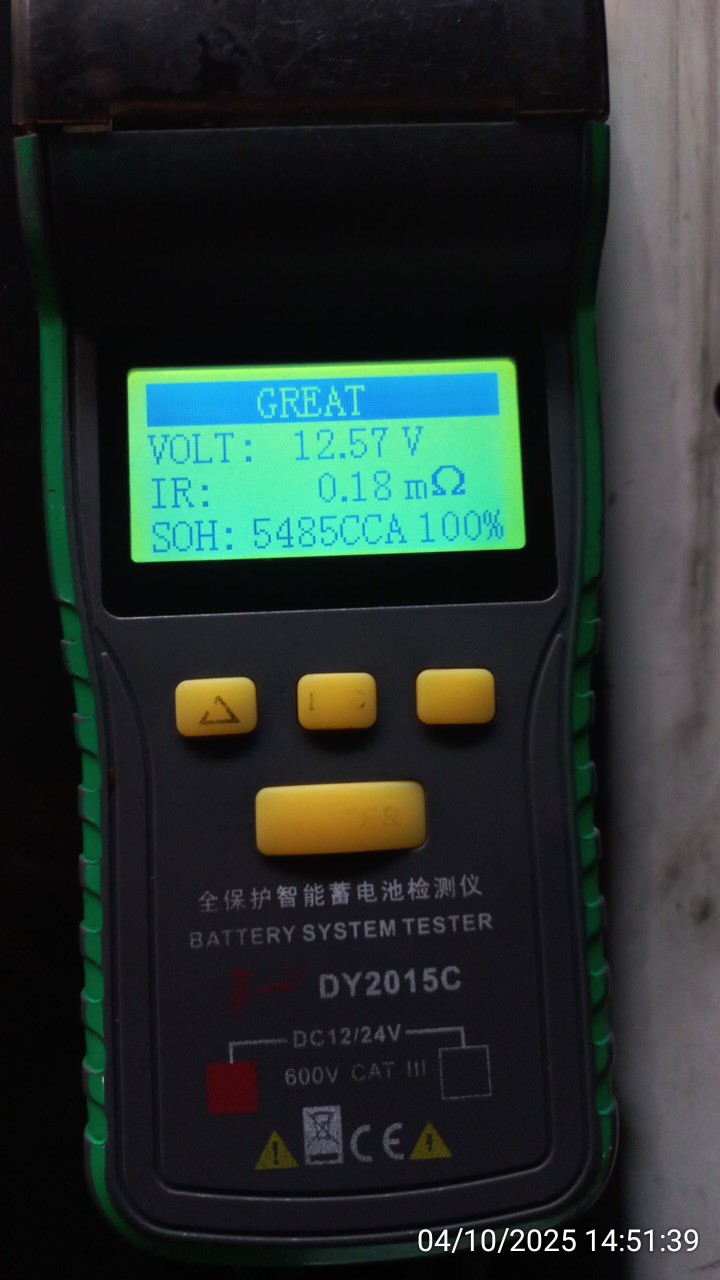 GREAT
VOLT: 12.57 V
IR: 0.18 mΩ
SOH: 5485CCA 100%
全保护智能蓄电池检测仪
BATTERY SYSTEM TESTER
DY2015C
DC12/24V
600V CAT III
CE
04/10/2025 14:51:39